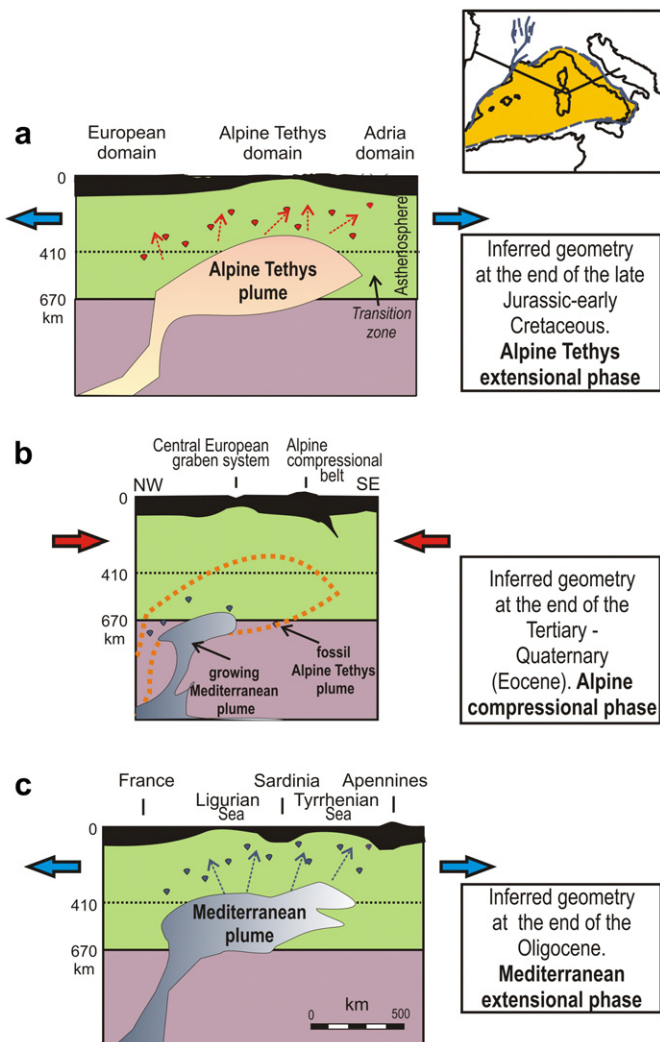 a
European
domain
Alpine Tethys
domain
Adria
domain
0
410
670
km
Alpine Tethys
plume
Asthenosphere
Transition
zone
Inferred geometry
at the end of the late
Jurassic-early
Cretaceous.
Alpine Tethys
extensional phase
b
Central European
graben system
Alpine
compressional
belt
NW
SE
0
410
670
km
growing
Mediterranean
plume
fossil
Alpine Tethys
plume
Inferred geometry
at the end of the
Tertiary -
Quaternary
(Eocene). Alpine
compressional phase
c
France
Ligurian
Sea
Sardinia
Tyrrhenian
Sea
Apennines
0
410
670
km
Mediterranean
plume
km
0
500
Inferred geometry
at the end of the
Oligocene.
Mediterranean
extensional phase